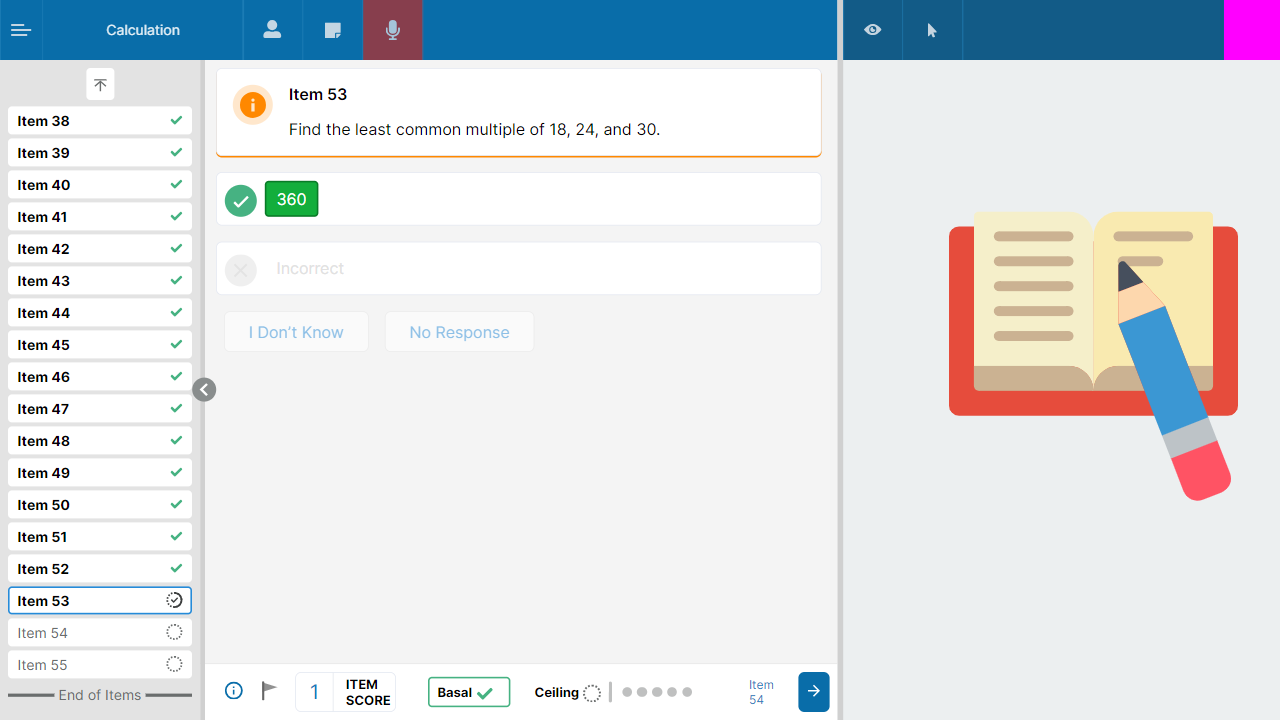 Calculation
Item 38
Item 39
Item 40
Item 41
Item 42
Item 43
Item 44
Item 45
Item 46
Item 47
Item 48
Item 49
Item 50
Item 51
Item 52
Item 53
Item 54
Item 55
End of Items
Item 53
Find the least common multiple of 18, 24, and 30.
360
Incorrect
I Don’t Know
No Response
1
ITEM
SCORE
Basal
Ceiling
Item
54